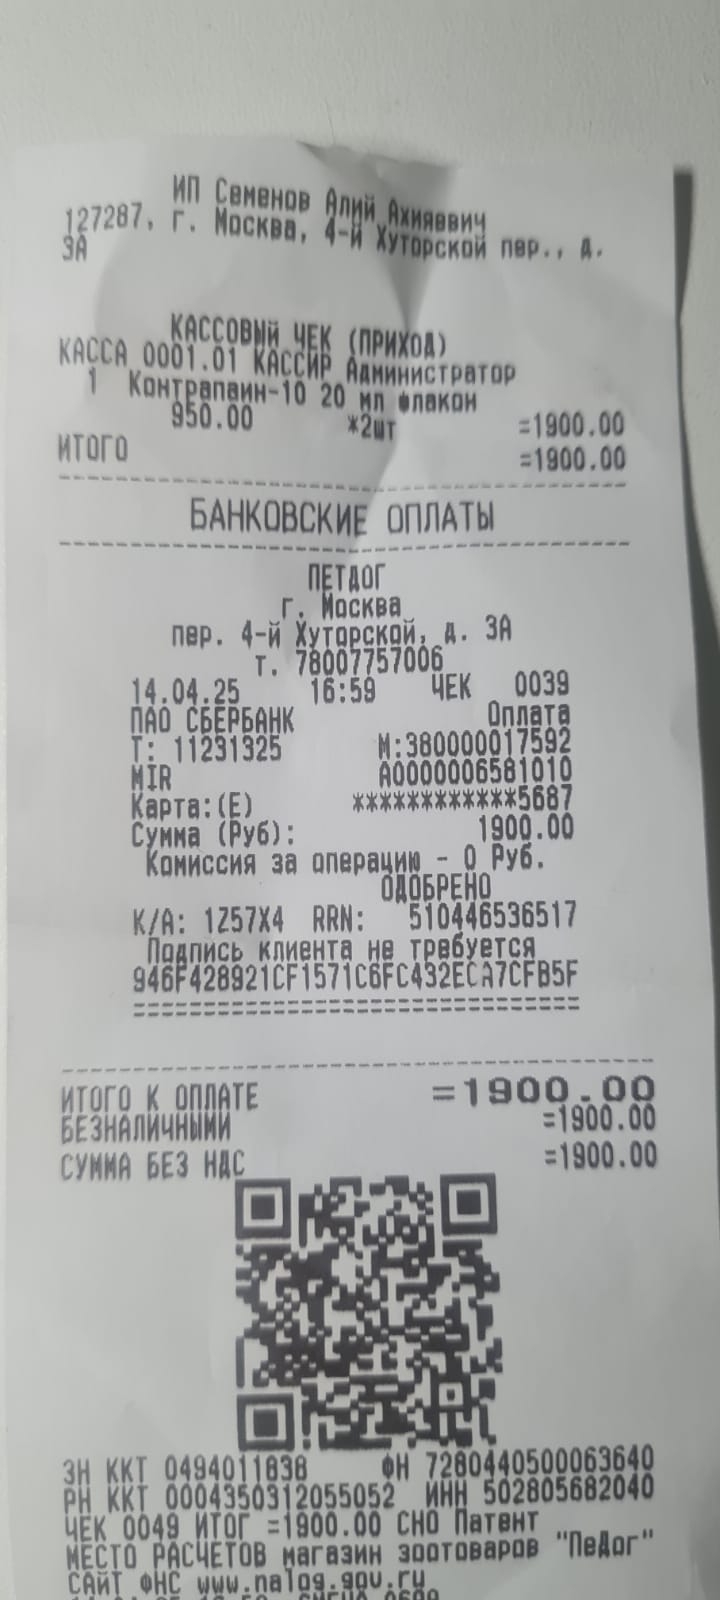 ИП Семенов Алий Ахияевич
127287, г. Москва, 4-й Хуторской пер., д.
3А
КАССОВЫЙ ЧЕК (ПРИХОД)
КАССА 0001.01 КАССИР Администратор
1 Контрапаин-10 20 мл флакон
950.00 *2шт =1900.00
ИТОГО =1900.00
БАНКОВСКИЕ ОПЛАТЫ
ПЕТДОГ
г. Москва
пер. 4-й Хуторской, д. 3А
т. 78007757006
14.04.25 16:59 ЧЕК 0039
ПАО СБЕРБАНК Оплата
Т: 11231325 М:380000017592
MIR A0000006581010
Карта:(E) ************5687
Сумма (Руб): 1900.00
Комиссия за операцию - 0 Руб.
ОДОБРЕНО
К/А: 1Z57X4 RRN: 510446536517
Подпись клиента не требуется
946F428921CF1571C6FC432ECA7CFB5F
================================
ИТОГО К ОПЛАТЕ =1900.00
БЕЗНАЛИЧНЫМИ =1900.00
СУММА БЕЗ НДС =1900.00
ЗН ККТ 0494011838 ФН 7280440500063640
РН ККТ 0004350312055052 ИНН 502805682040
ЧЕК 0049 ИТОГ =1900.00 СНО Патент
МЕСТО РАСЧЕТОВ магазин зоотоваров "ПеДог"
САЙТ ФНС www.nalog.gov.ru